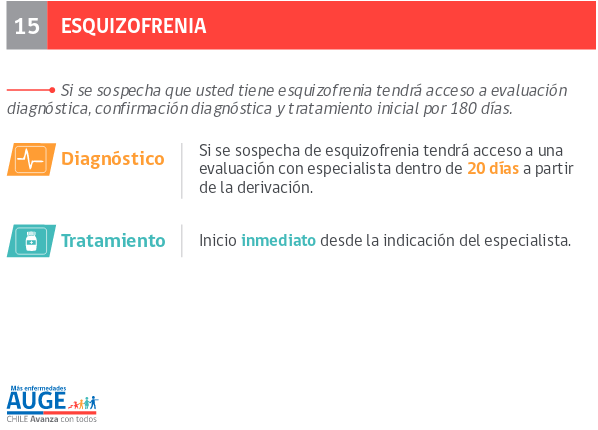 15 ESQUIZOFRENIA
Si se sospecha que usted tiene esquizofrenia tendrá acceso a evaluación
diagnóstica, confirmación diagnóstica y tratamiento inicial por 180 días.
Diagnóstico
Si se sospecha de esquizofrenia tendrá acceso a una
evaluación con especialista dentro de 20 días a partir
de la derivación.
Tratamiento
Inicio inmediato desde la indicación del especialista.
Más enfermedades
AUGE
CHILE Avanza con todos